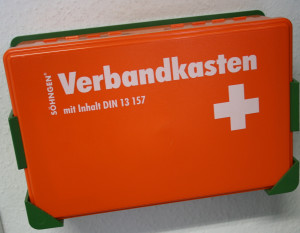 SÖHNGEN®
Verbandkasten
mit Inhalt DIN 13 157